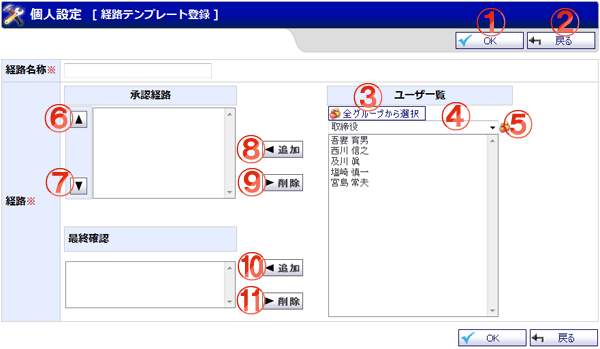 個人設定 [ 経路テンプレート登録 ]
① ②
OK 戻る
経路名称※
承認経路 ユーザ一覧
③
全グループから選択
④
取締役 ⑤
⑥ ▲
吾妻 育男
西川 信之
及川 眞
塩崎 慎一
宮島 常夫
⑧ ◀ 追加
⑦ ▼
⑨ ▶ 削除
経路※
最終確認
⑩ ◀ 追加
⑪ ▶ 削除
OK 戻る